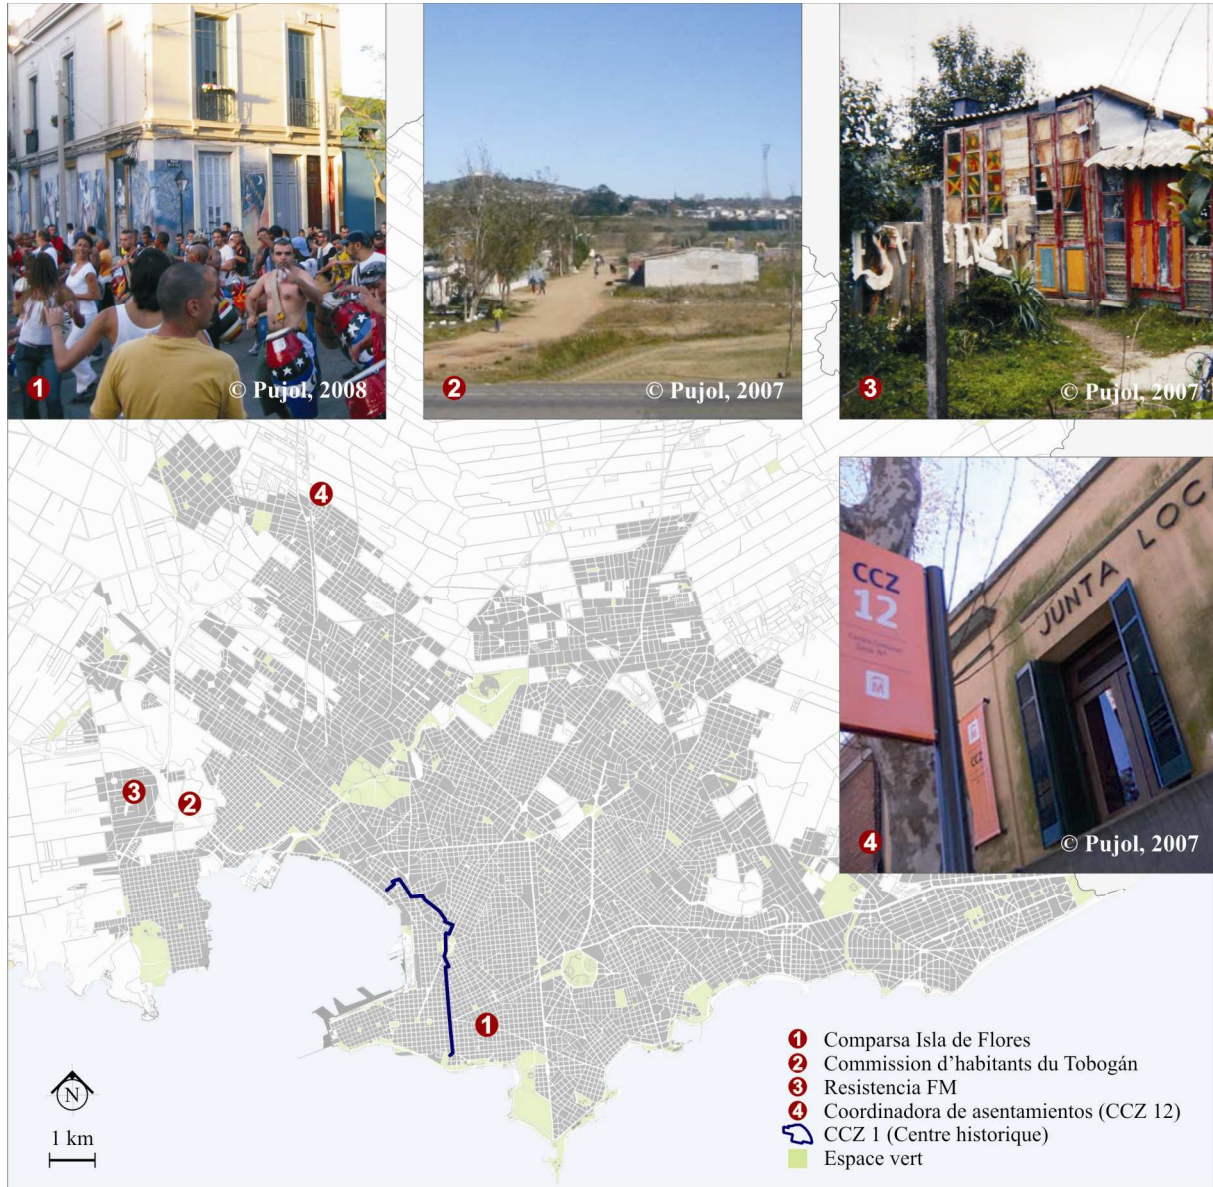 1
© Pujol, 2008
2
© Pujol, 2007
3
© Pujol, 2007
CCZ
12
M
CCZ
JUNTA LOC
4
© Pujol, 2007
4
3
2
1
N
1 km
1 Comparsa Isla de Flores
2 Commission d’habitants du Tobogán
3 Resistencia FM
4 Coordinadora de asentamientos (CCZ 12)
CCZ 1 (Centre historique)
Espace vert